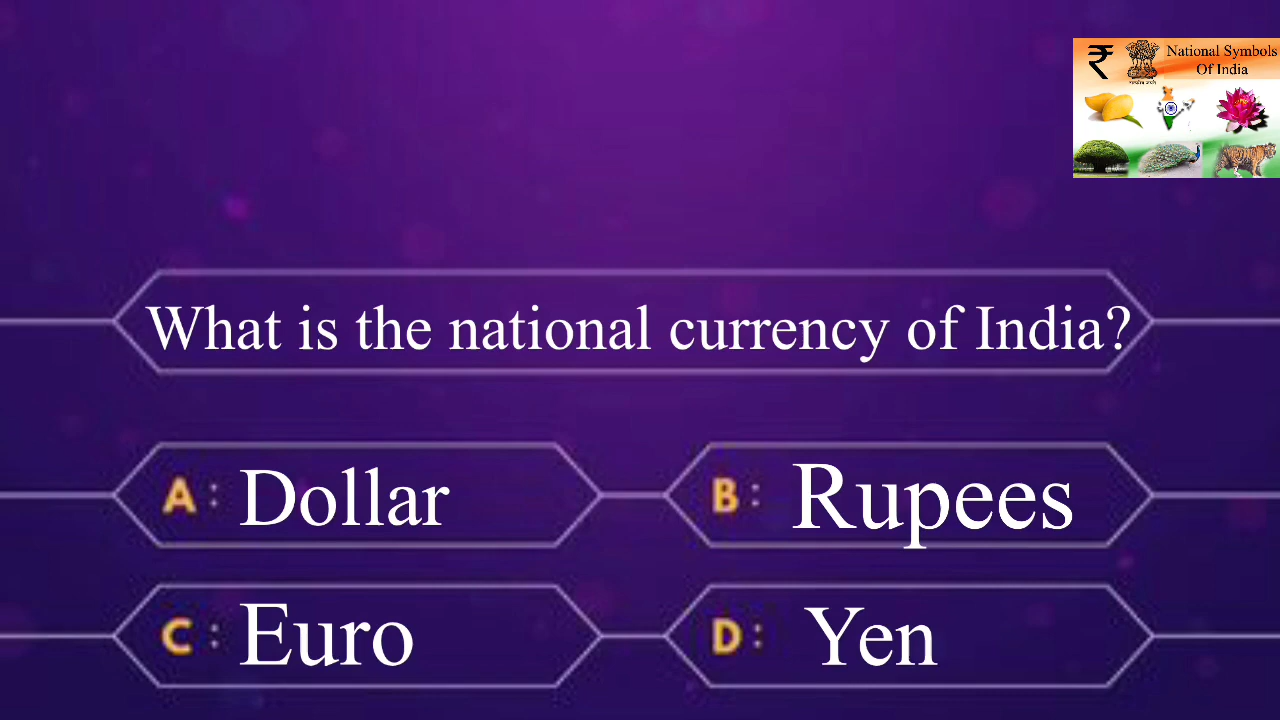 ₹ National Symbols
Of India
What is the national currency of India?
A: Dollar
B: Rupees
C: Euro
D: Yen